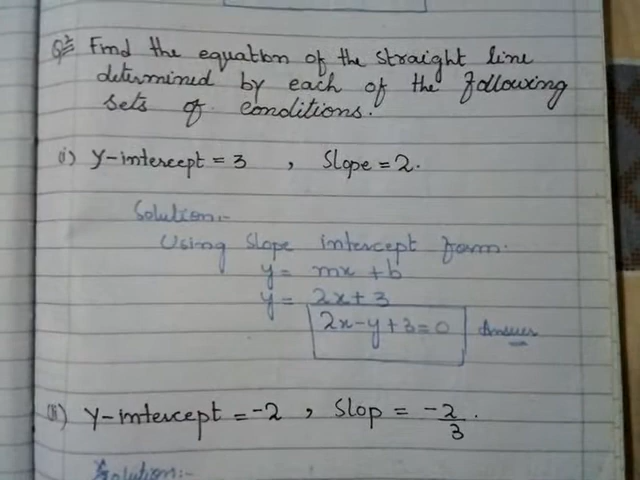 Q2 Find the equation of the straight line
determined by each of the following
sets of conditions.
(i) Y-intercept = 3 , Slope = 2.
Solution:-
Using Slope intercept form.
y = mx + b
y = 2x + 3
2x - y + 3 = 0 Answer
(ii) Y-intercept = -2 , Slop = -2/3.
Solution:-